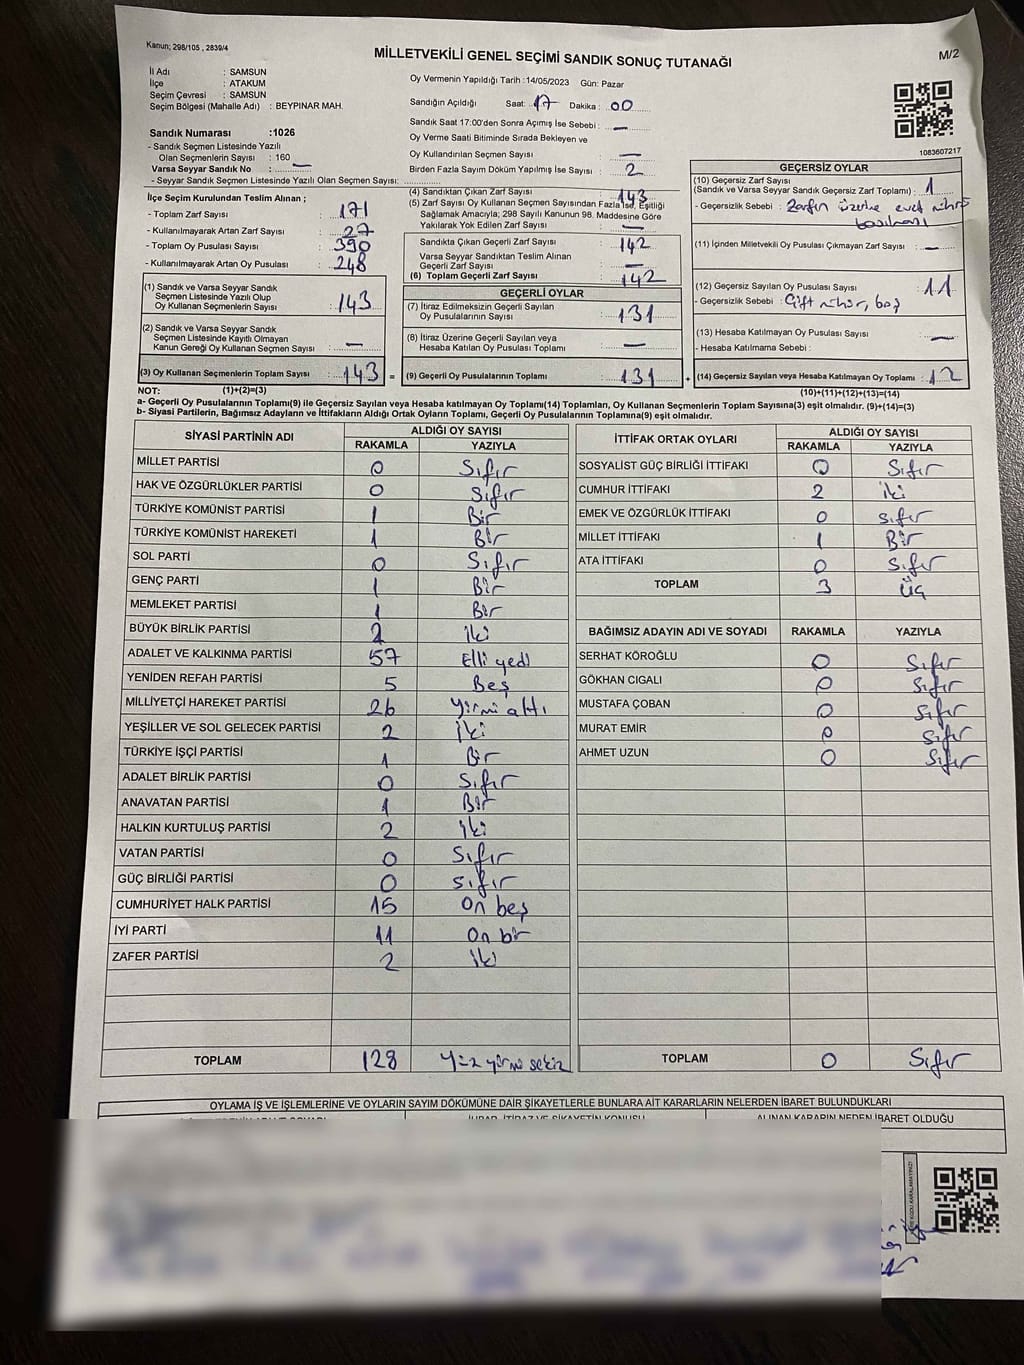 Kanun; 298/105 , 2839/4
MİLLETVEKİLİ GENEL SEÇİMİ SANDIK SONUÇ TUTANAĞI
M/2
İl Adı : SAMSUN
İlçe : ATAKUM
Seçim Çevresi : SAMSUN
Seçim Bölgesi (Mahalle Adı) : BEYPINAR MAH.
Sandık Numarası :1026
- Sandık Seçmen Listesinde Yazılı
Olan Seçmenlerin Sayısı : 160
Varsa Seyyar Sandık No : —
- Seyyar Sandık Seçmen Listesinde Yazılı Olan Seçmen Sayısı:
Oy Vermenin Yapıldığı Tarih :14/05/2023 Gün: Pazar
Sandığın Açıldığı Saat: 17 Dakika : 00
Sandık Saat 17:00'den Sonra Açımış İse Sebebi : —
Oy Verme Saati Bitiminde Sırada Bekleyen ve
Oy Kullandırılan Seçmen Sayısı : —
Birden Fazla Sayım Döküm Yapılmış İse Sayısı : 2
1083607217
İlçe Seçim Kurulundan Teslim Alınan ;
- Toplam Zarf Sayısı : 171
- Kullanılmayarak Artan Zarf Sayısı : 27
- Toplam Oy Pusulası Sayısı : 390
- Kullanılmayarak Artan Oy Pusulası : 248
(1) Sandık ve Varsa Seyyar Sandık
Seçmen Listesinde Yazılı Olup
Oy Kullanan Seçmenlerin Sayısı : 143
(2) Sandık ve Varsa Seyyar Sandık
Seçmen Listesinde Kayıtlı Olmayan
Kanun Gereği Oy Kullanan Seçmen Sayısı : —
(3) Oy Kullanan Seçmenlerin Toplam Sayısı : 143 =
(4) Sandıktan Çıkan Zarf Sayısı : 143
(5) Zarf Sayısı Oy Kullanan Seçmen Sayısından Fazla İse, Eşitliği
Sağlamak Amacıyla; 298 Sayılı Kanunun 98. Maddesine Göre
Yakılarak Yok Edilen Zarf Sayısı : —
Sandıkta Çıkan Geçerli Zarf Sayısı : 142
Varsa Seyyar Sandıktan Teslim Alınan
Geçerli Zarf Sayısı : —
(6) Toplam Geçerli Zarf Sayısı : 142
GEÇERLİ OYLAR
(7) İtiraz Edilmeksizin Geçerli Sayılan
Oy Pusulalarının Sayısı : 131
(8) İtiraz Üzerine Geçerli Sayılan veya
Hesaba Katılan Oy Pusulası Toplamı : —
(9) Geçerli Oy Pusulalarının Toplamı : 131 +
GEÇERSİZ OYLAR
(10) Geçersiz Zarf Sayısı
(Sandık ve Varsa Seyyar Sandık Geçersiz Zarf Toplamı) : 1
- Geçersizlik Sebebi : Zarfın üzerine evet mührü
basılması
(11) İçinden Milletvekili Oy Pusulası Çıkmayan Zarf Sayısı : —
(12) Geçersiz Sayılan Oy Pusulası Sayısı : 11
- Geçersizlik Sebebi : Çift mühür, boş
(13) Hesaba Katılmayan Oy Pusulası Sayısı : —
- Hesaba Katılmama Sebebi :
(14) Geçersiz Sayılan veya Hesaba Katılmayan Oy Toplamı : 12
NOT: (1)+(2)=(3) (10)+(11)+(12)+(13)=(14)
a- Geçerli Oy Pusulalarının Toplamı(9) ile Geçersiz Sayılan veya Hesaba katılmayan Oy Toplamı(14) Toplamları, Oy Kullanan Seçmenlerin Toplam Sayısına(3) eşit olmalıdır. (9)+(14)=(3)
b- Siyasi Partilerin, Bağımsız Adayların ve İttifakların Aldığı Ortak Oyların Toplamı, Geçerli Oy Pusulalarının Toplamına(9) eşit olmalıdır.
SİYASİ PARTİNİN ADI ALDIĞI OY SAYISI
RAKAMLA YAZIYLA
MİLLET PARTİSİ 0 Sıfır
HAK VE ÖZGÜRLÜKLER PARTİSİ 0 Sıfır
TÜRKİYE KOMÜNİST PARTİSİ 1 Bir
TÜRKİYE KOMÜNİST HAREKETİ 1 Bir
SOL PARTİ 0 Sıfır
GENÇ PARTİ 1 Bir
MEMLEKET PARTİSİ 1 Bir
BÜYÜK BİRLİK PARTİSİ 2 iki
ADALET VE KALKINMA PARTİSİ 57 Elli yedi
YENİDEN REFAH PARTİSİ 5 Beş
MİLLİYETÇİ HAREKET PARTİSİ 26 Yirmi altı
YEŞİLLER VE SOL GELECEK PARTİSİ 2 İki
TÜRKİYE İŞÇİ PARTİSİ 1 Bir
ADALET BİRLİK PARTİSİ 0 Sıfır
ANAVATAN PARTİSİ 1 Bir
HALKIN KURTULUŞ PARTİSİ 2 iki
VATAN PARTİSİ 0 Sıfır
GÜÇ BİRLİĞİ PARTİSİ 0 sıfır
CUMHURİYET HALK PARTİSİ 15 On beş
İYİ PARTİ 11 On bir
ZAFER PARTİSİ 2 iki
TOPLAM 128 Yüz yirmi sekiz
İTTİFAK ORTAK OYLARI ALDIĞI OY SAYISI
RAKAMLA YAZIYLA
SOSYALİST GÜÇ BİRLİĞİ İTTİFAKI 0 Sıfır
CUMHUR İTTİFAKI 2 iki
EMEK VE ÖZGÜRLÜK İTTİFAKI 0 sıfır
MİLLET İTTİFAKI 1 Bir
ATA İTTİFAKI 0 Sıfır
TOPLAM 3 Üç
BAĞIMSIZ ADAYIN ADI VE SOYADI RAKAMLA YAZIYLA
SERHAT KÖROĞLU 0 Sıfır
GÖKHAN CIGALI 0 Sıfır
MUSTAFA ÇOBAN 0 Sıfır
MURAT EMİR 0 Sıfır
AHMET UZUN 0 Sıfır
TOPLAM 0 Sıfır
OYLAMA İŞ VE İŞLEMLERİNE VE OYLARIN SAYIM DÖKÜMÜNE DAİR ŞİKAYETLERLE BUNLARA AİT KARARLARIN NELERDEN İBARET BULUNDUKLARI
İHBAR, İTİRAZ VE ŞİKAYETİN KONUSU ALINAN KARARIN NEDEN İBARET OLDUĞU